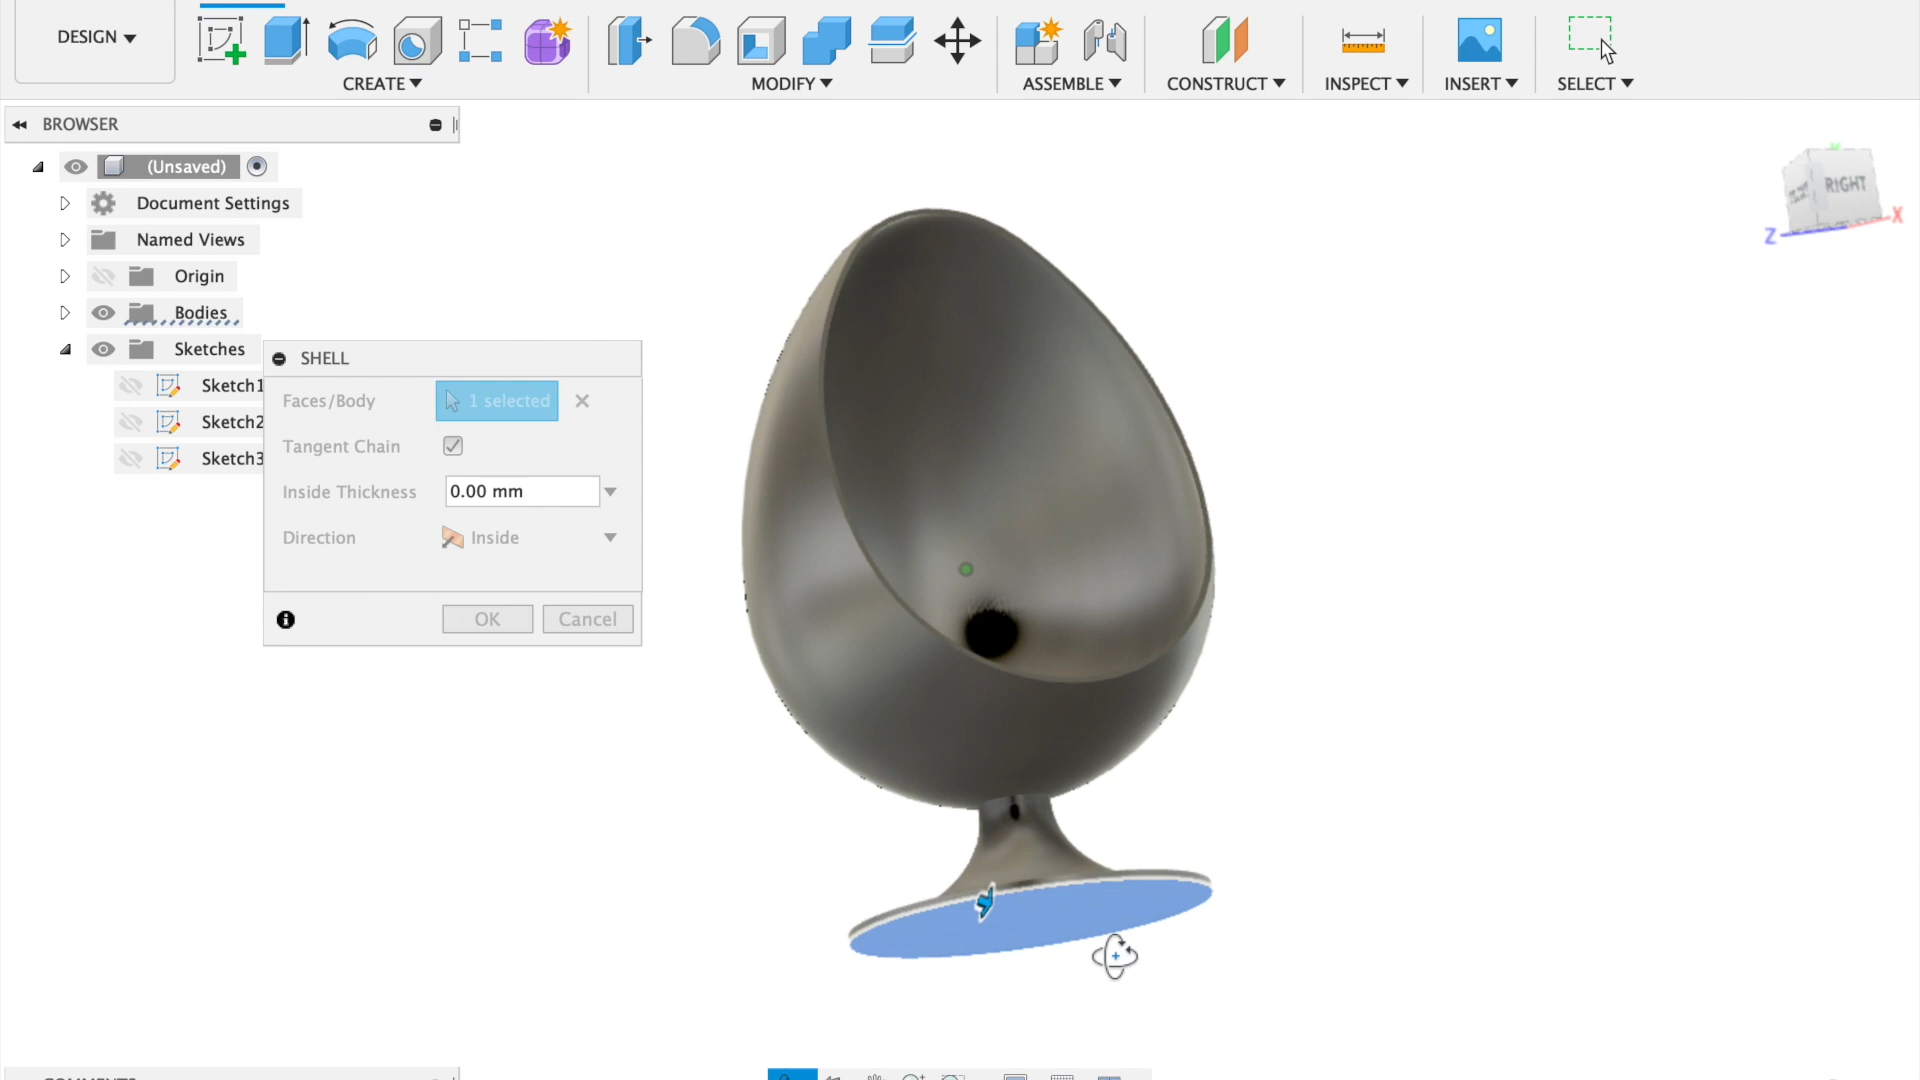 DESIGN
CREATE
MODIFY
ASSEMBLE
CONSTRUCT
INSPECT
INSERT
SELECT
BROWSER
(Unsaved)
Document Settings
Named Views
Origin
Bodies
Sketches
Sketch1
Sketch2
Sketch3
SHELL
Faces/Body
1 selected
Tangent Chain
Inside Thickness
0.00 mm
Direction
Inside
OK
Cancel
RIGHT
X
Z
COMMENTS